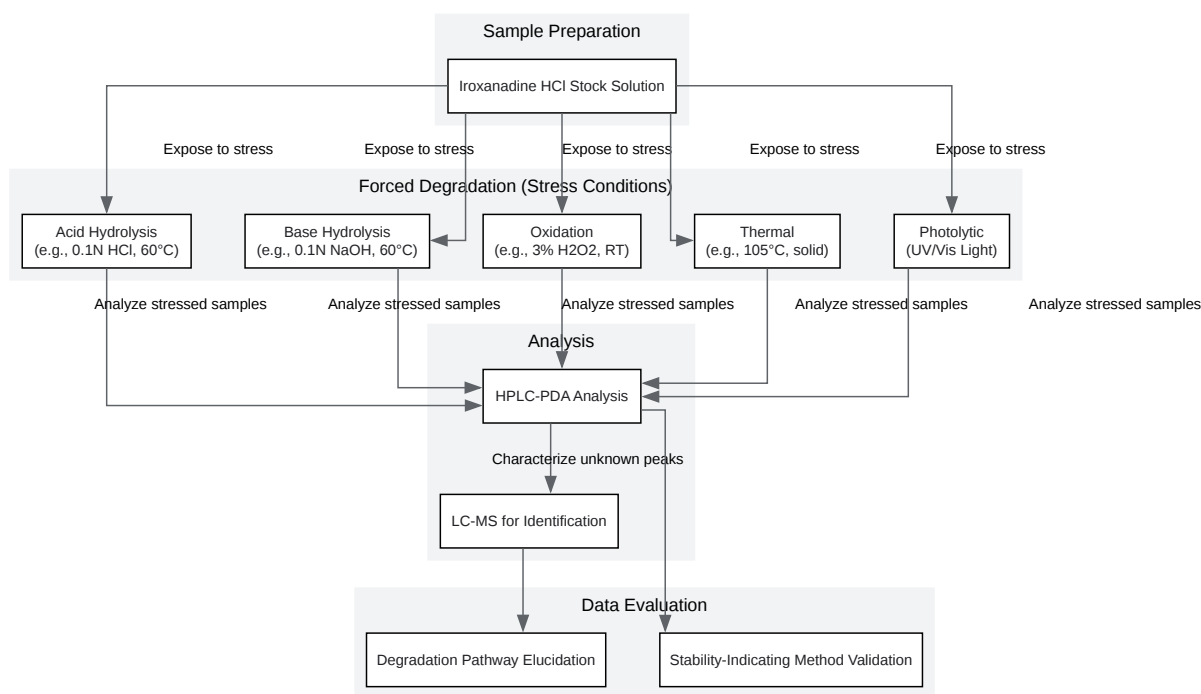 Sample Preparation
Iroxanadine HCl Stock Solution
Expose to stress
Expose to stress
Expose to stress
Expose to stress
Expose to stress
Forced Degradation (Stress Conditions)
Acid Hydrolysis
(e.g., 0.1N HCl, 60°C)
Base Hydrolysis
(e.g., 0.1N NaOH, 60°C)
Oxidation
(e.g., 3% H2O2, RT)
Thermal
(e.g., 105°C, solid)
Photolytic
(UV/Vis Light)
Analyze stressed samples
Analyze stressed samples
Analyze stressed samples
Analyze stressed samples
Analyze stressed samples
Analysis
HPLC-PDA Analysis
Characterize unknown peaks
LC-MS for Identification
Data Evaluation
Degradation Pathway Elucidation
Stability-Indicating Method Validation